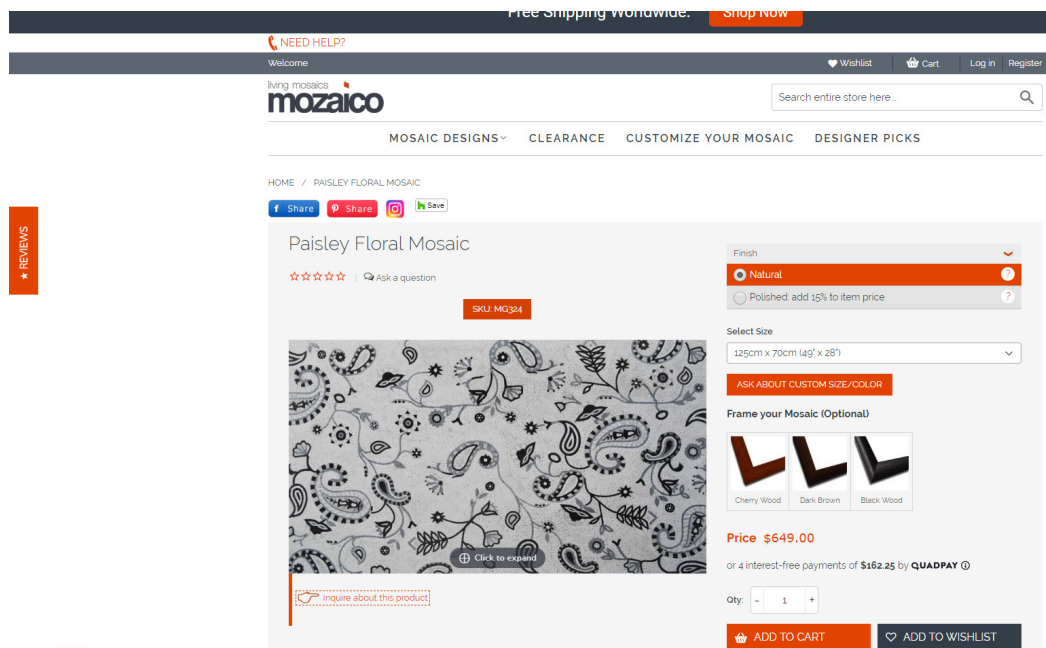 Free Shipping Worldwide.
Shop Now
NEED HELP?
Welcome
Wishlist
Cart
Log in
Register
living mosaics
mozaico
Search entire store here...
MOSAIC DESIGNS
CLEARANCE
CUSTOMIZE YOUR MOSAIC
DESIGNER PICKS
HOME / PAISLEY FLORAL MOSAIC
f Share
Share
Save
★ REVIEWS
Paisley Floral Mosaic
Ask a question
SKU: MG324
Click to expand
Inquire about this product
Finish
Natural
?
Polished: add 15% to item price
?
Select Size
125cm x 70cm (49" x 28")
ASK ABOUT CUSTOM SIZE/COLOR
Frame your Mosaic (Optional)
Cherry Wood
Dark Brown
Black Wood
Price $649.00
or 4 interest-free payments of $162.25 by QUADPAY
Qty: - 1 +
ADD TO CART
ADD TO WISHLIST